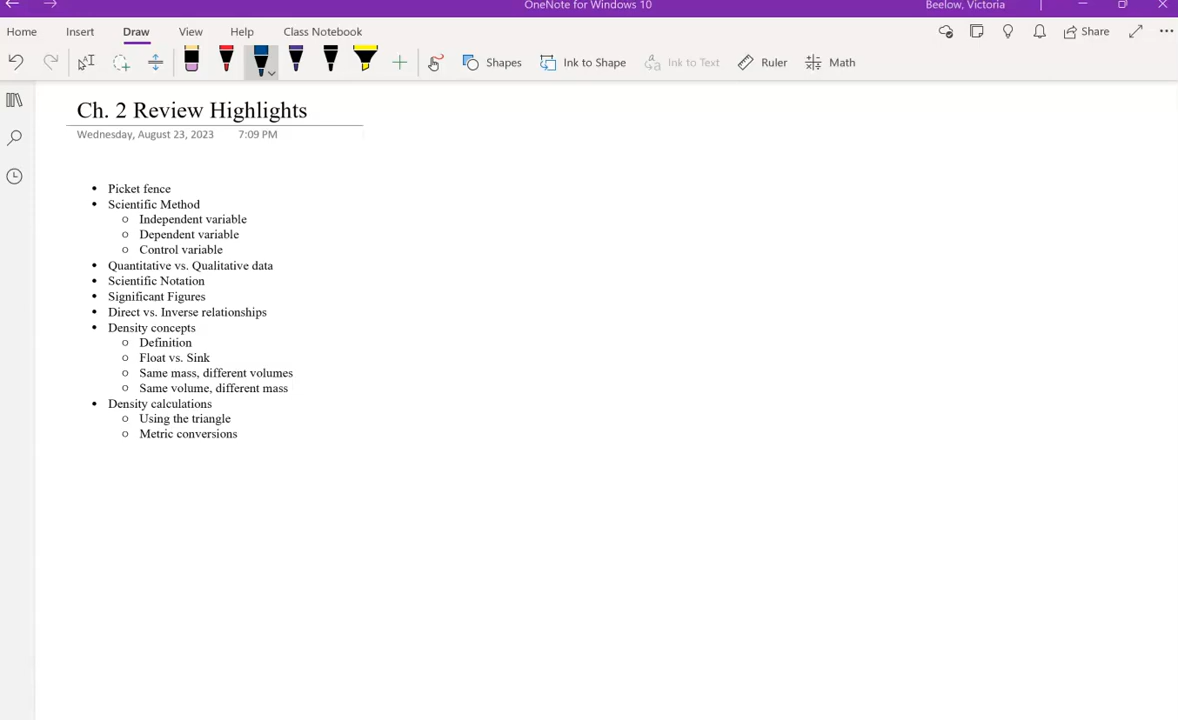 OneNote for Windows 10
Beelow, Victoria
Home Insert Draw View Help Class Notebook
Share
Shapes Ink to Shape Ink to Text Ruler Math
Ch. 2 Review Highlights
Wednesday, August 23, 2023 7:09 PM
• Picket fence
• Scientific Method
○ Independent variable
○ Dependent variable
○ Control variable
• Quantitative vs. Qualitative data
• Scientific Notation
• Significant Figures
• Direct vs. Inverse relationships
• Density concepts
○ Definition
○ Float vs. Sink
○ Same mass, different volumes
○ Same volume, different mass
• Density calculations
○ Using the triangle
○ Metric conversions